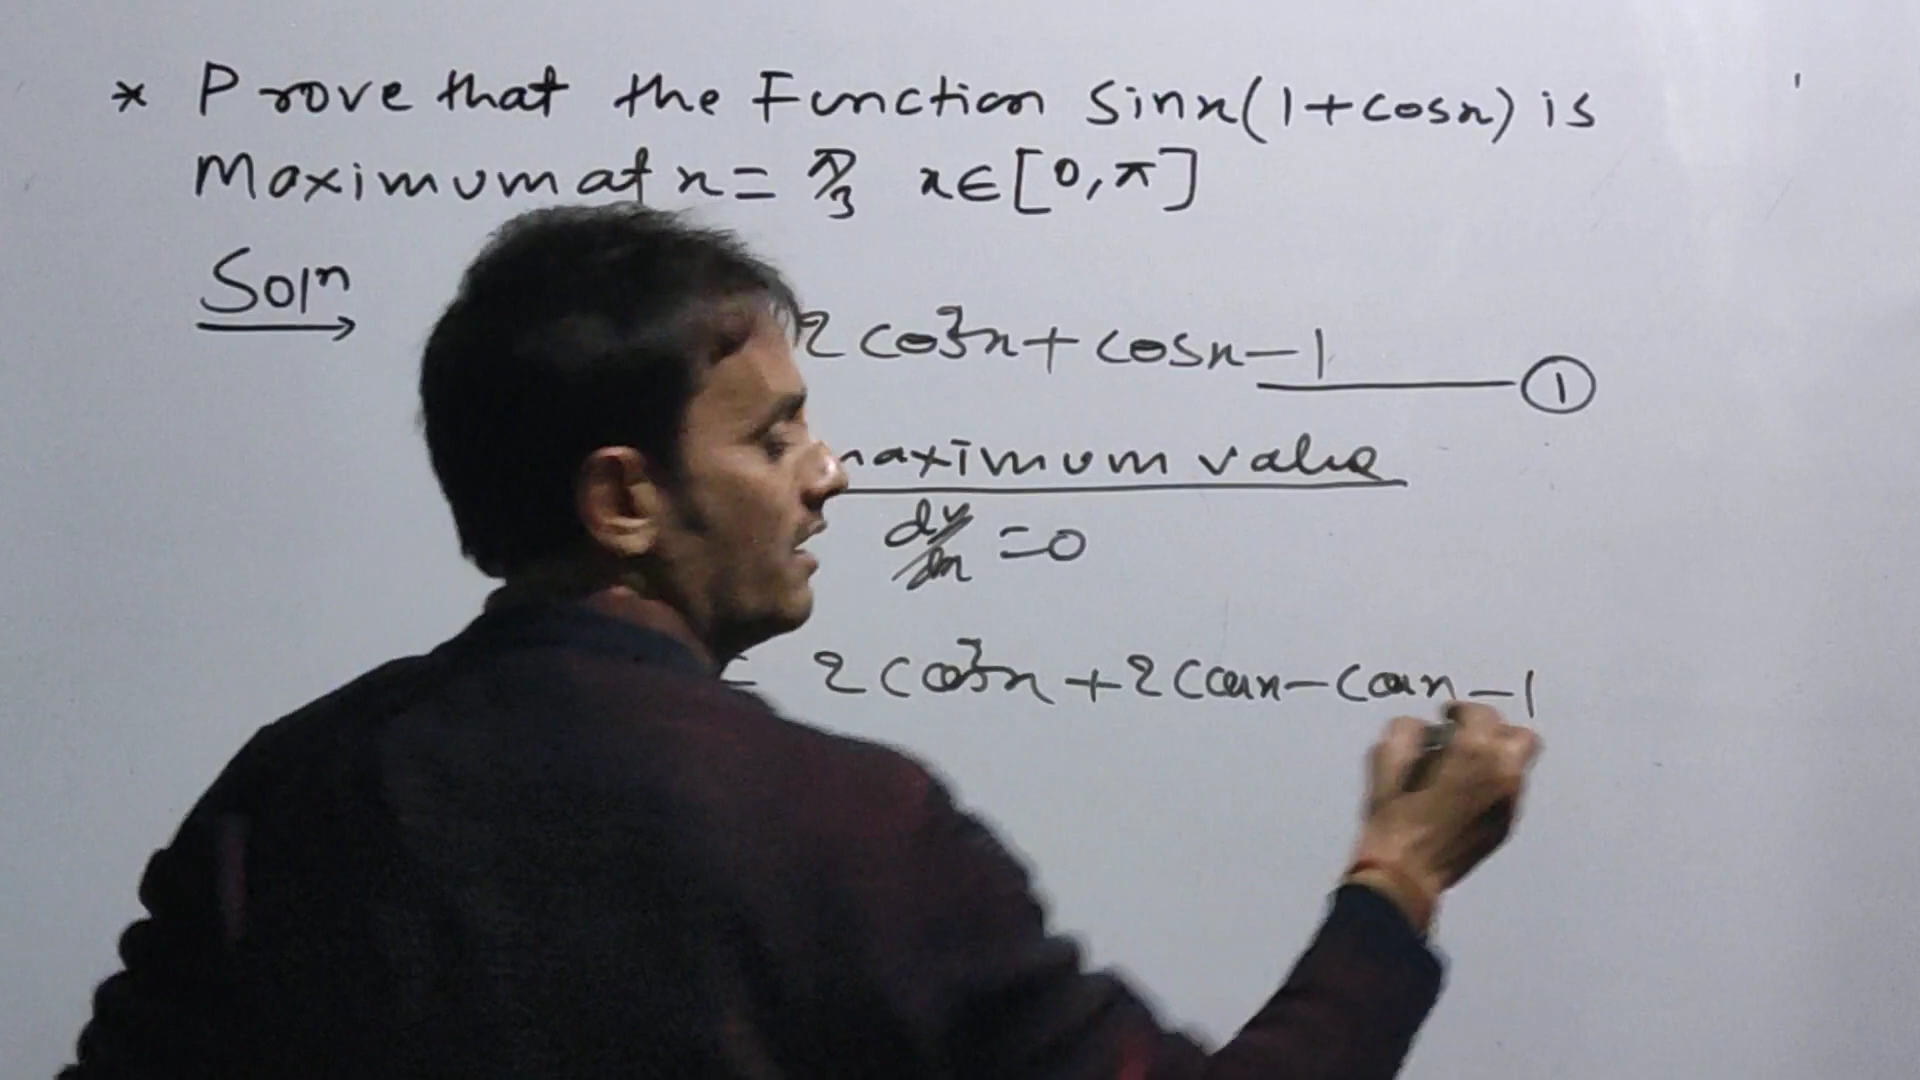 * Prove that the Function sinx(1+cosx) is
Maximum at x = π/3 x∈[0,π]
Soln
2cos²x + cosx - 1 ①
maximum value
dy/dx = 0
= 2cos²x + 2cosx - cosx - 1